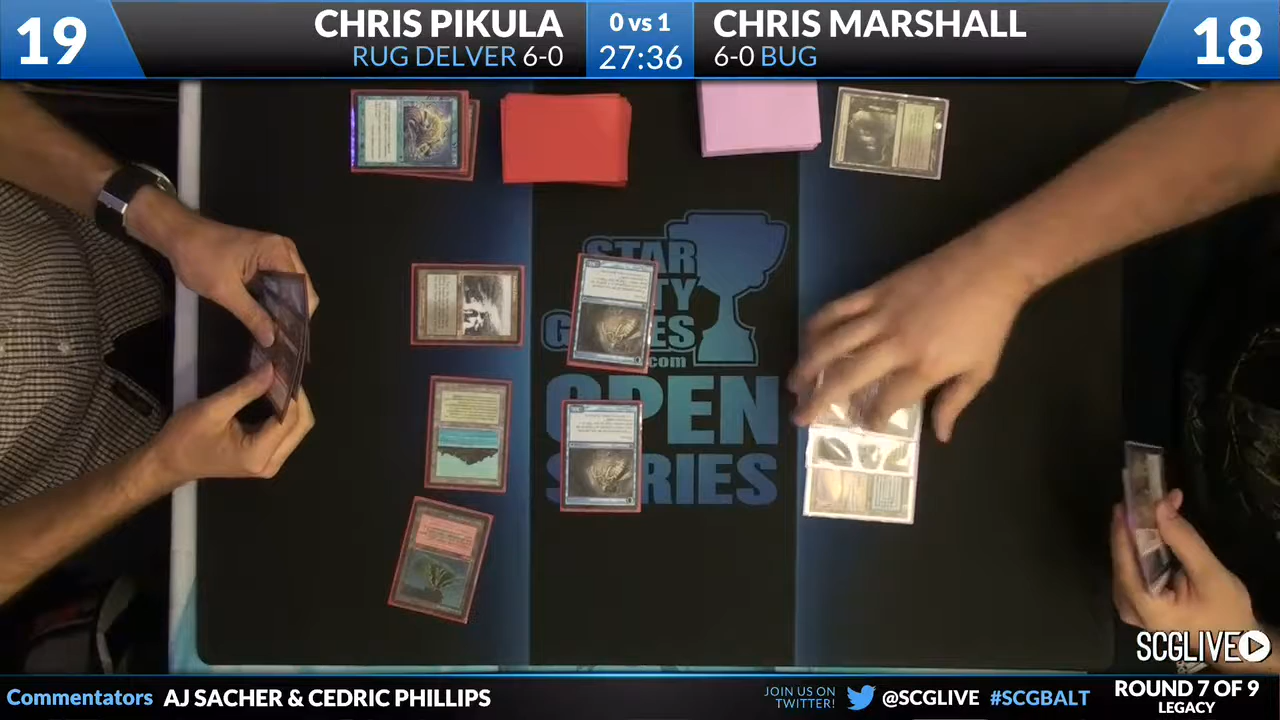 19
CHRIS PIKULA
RUG DELVER 6-0
0 vs 1
27:36
CHRIS MARSHALL
6-0 BUG
18
STAR
CITY
GAMES
.com
OPEN
SERIES
SCGLIVE
Commentators AJ SACHER & CEDRIC PHILLIPS
JOIN US ON
TWITTER!
@SCGLIVE #SCGBALT
ROUND 7 OF 9
LEGACY